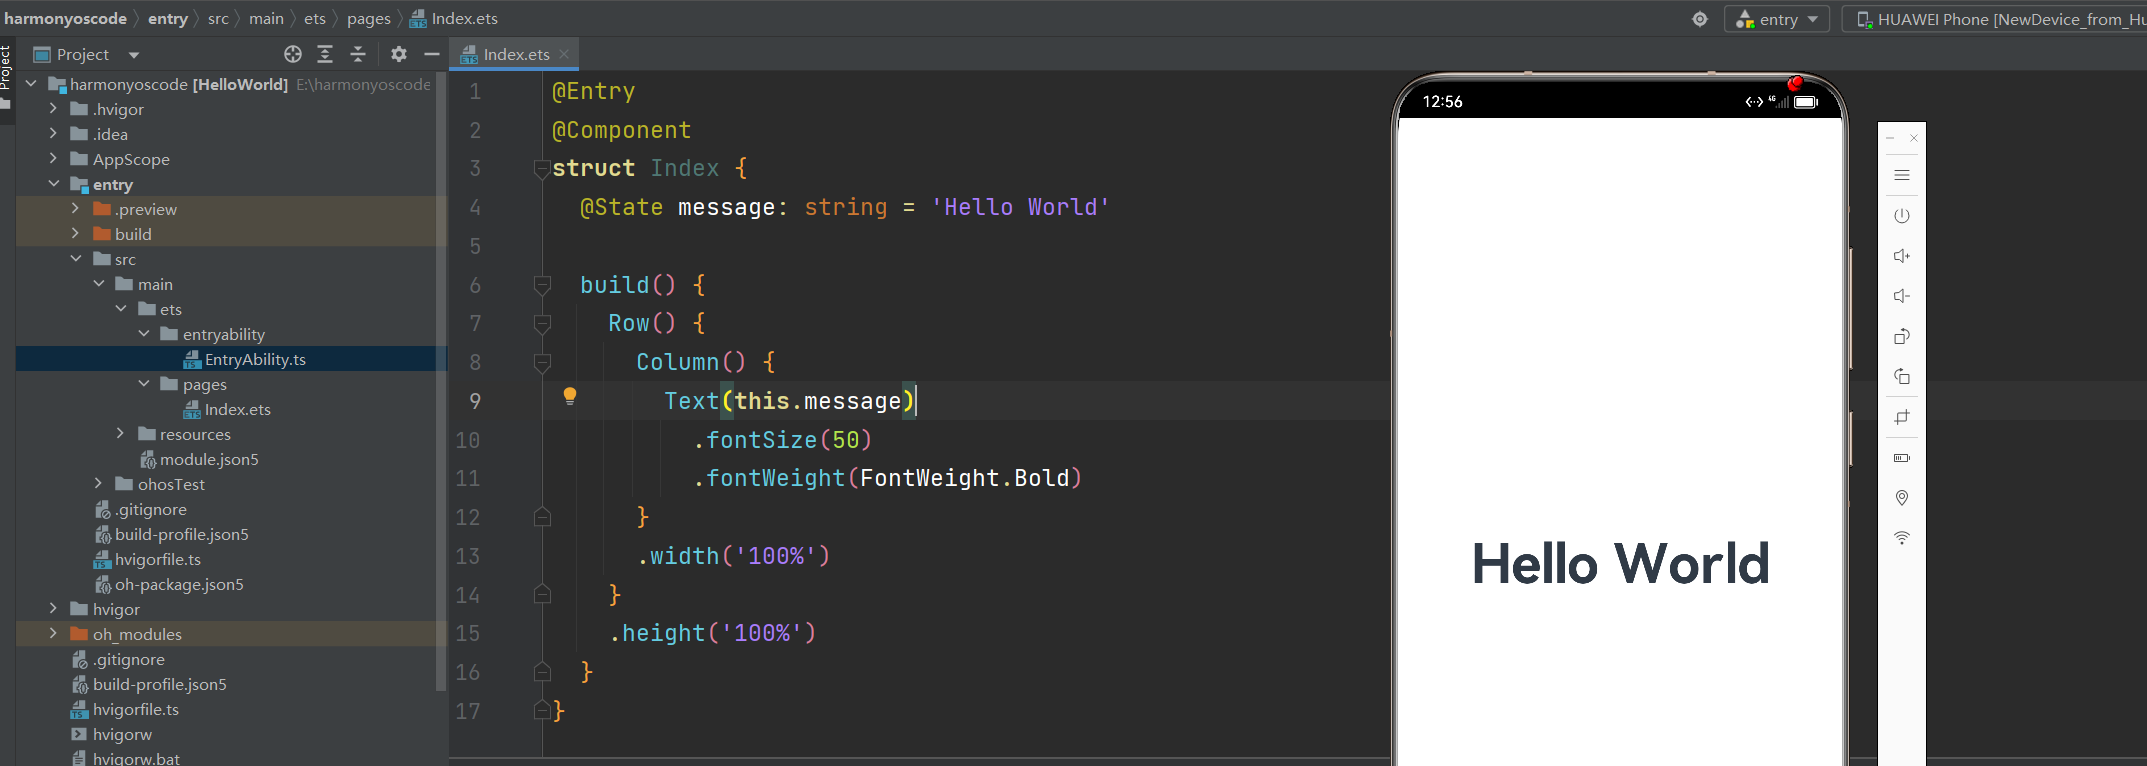 harmonyoscode entry src main ets pages Index.ets
entry
HUAWEI Phone [NewDevice_from_Hu
Project
Project
harmonyoscode [HelloWorld] E:\harmonyoscode
.hvigor
.idea
AppScope
entry
.preview
build
src
main
ets
entryability
EntryAbility.ts
pages
Index.ets
resources
module.json5
ohosTest
.gitignore
build-profile.json5
hvigorfile.ts
oh-package.json5
hvigor
oh_modules
.gitignore
build-profile.json5
hvigorfile.ts
hvigorw
hvigorw.bat
Index.ets
1 @Entry
2 @Component
3 struct Index {
4 @State message: string = 'Hello World'
5
6 build() {
7 Row() {
8 Column() {
9 Text(this.message)
10 .fontSize(50)
11 .fontWeight(FontWeight.Bold)
12 }
13 .width('100%')
14 }
15 .height('100%')
16 }
17 }
12:56
4G
Hello World